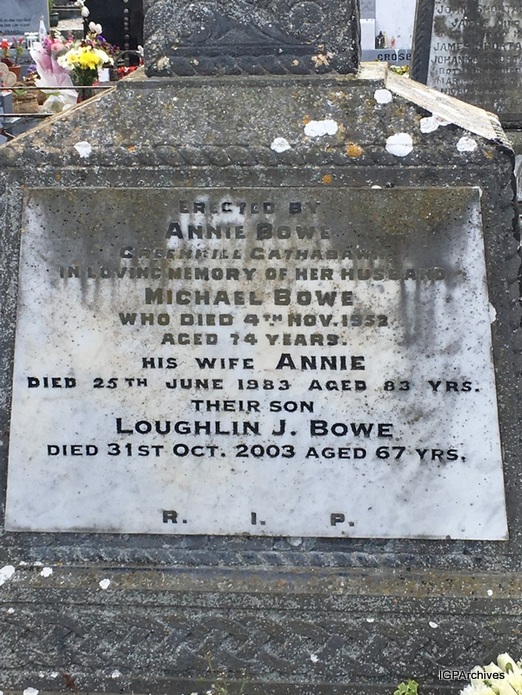 ERECTED BY
ANNIE BOWE
GREENHILL GATHABAWN
IN LOVING MEMORY OF HER HUSBAND
MICHAEL BOWE
WHO DIED 4TH NOV. 1952
AGED 74 YEARS.
HIS WIFE ANNIE
DIED 25TH JUNE 1983 AGED 83 YRS.
THEIR SON
LOUGHLIN J. BOWE
DIED 31ST OCT. 2003 AGED 67 YRS.
R. I. P.
CROSB
IGPArchives